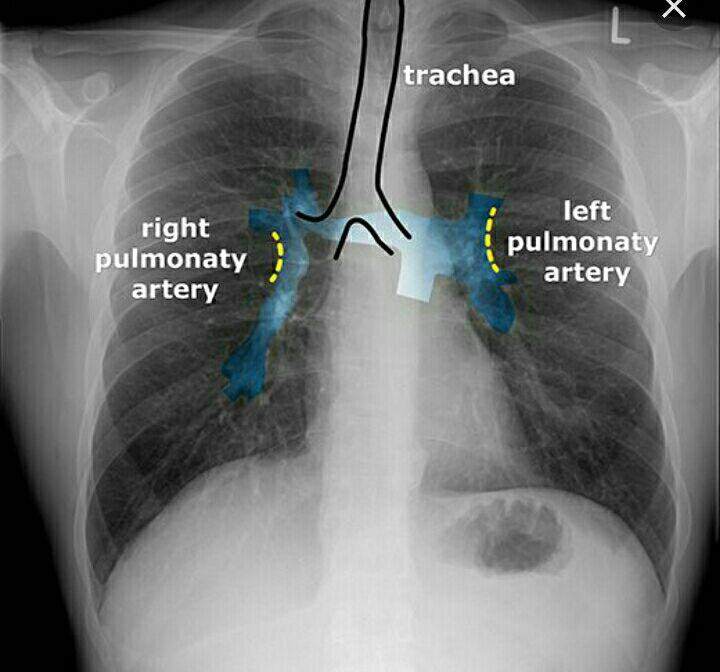 L
trachea
right
pulmonaty
artery
left
pulmonaty
artery